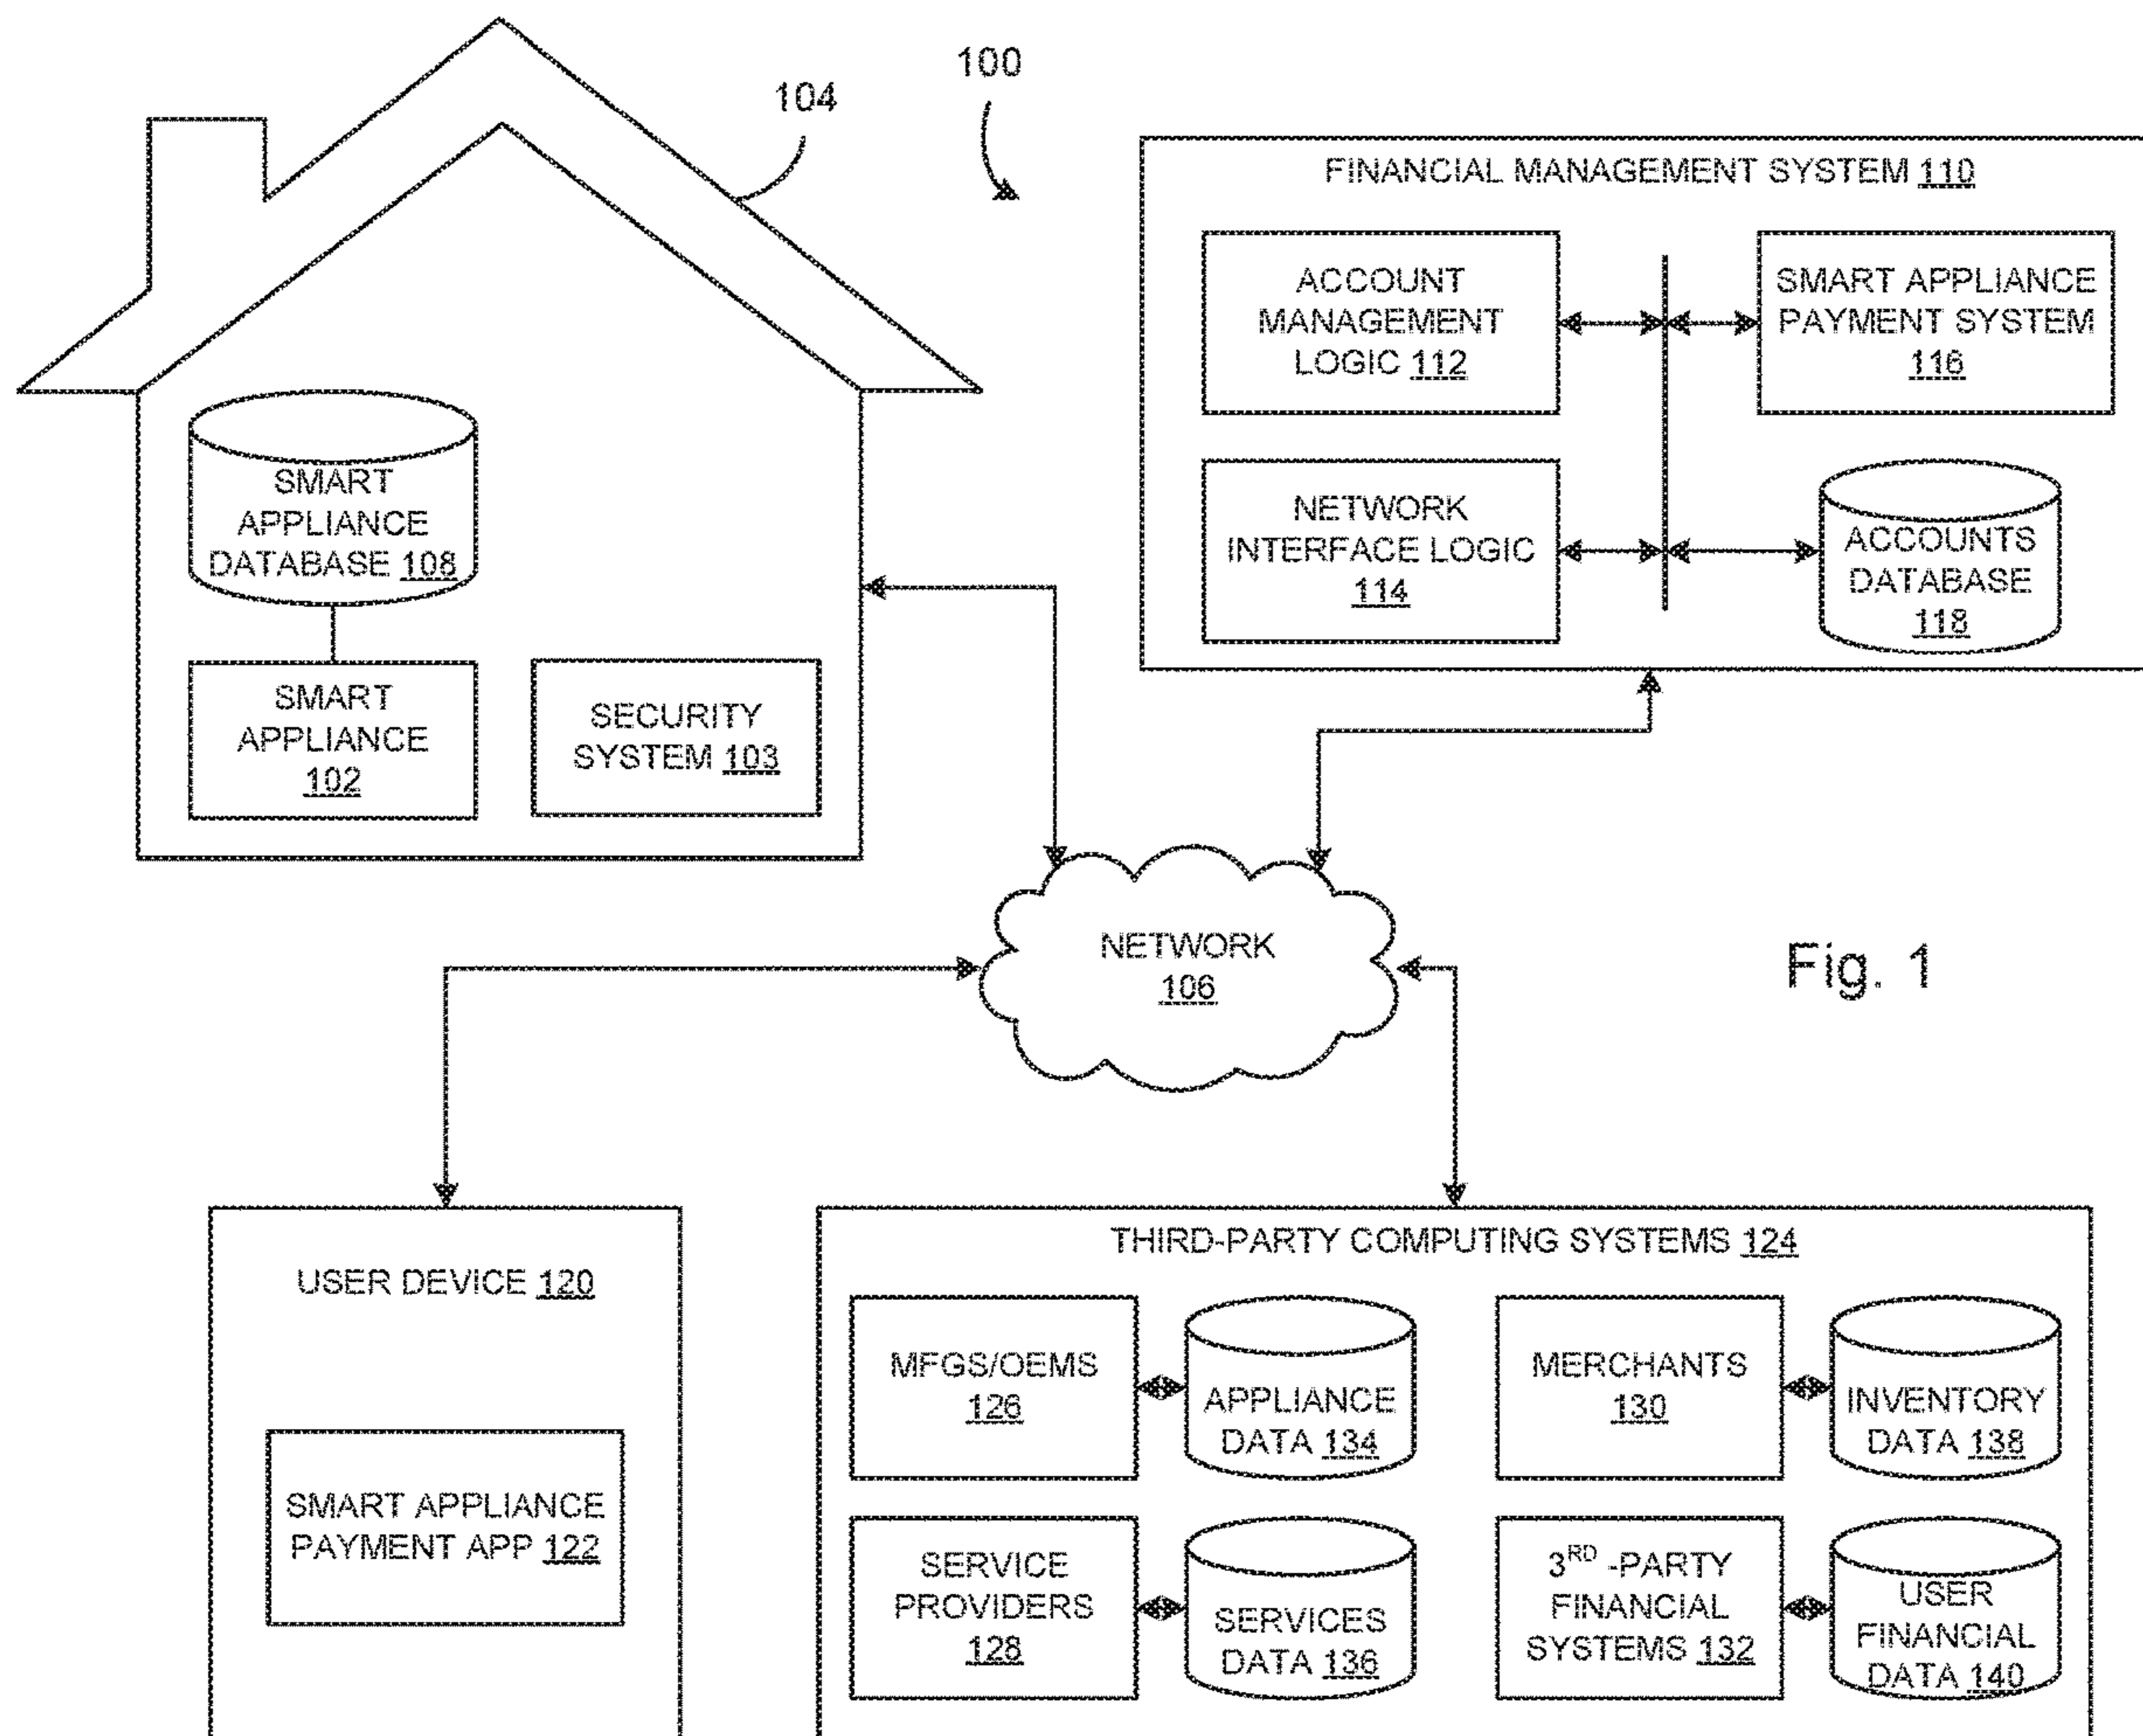 100
104
FINANCIAL MANAGEMENT SYSTEM 110
ACCOUNT
MANAGEMENT
LOGIC 112
SMART APPLIANCE
PAYMENT SYSTEM
116
NETWORK
INTERFACE LOGIC
114
ACCOUNTS
DATABASE
118
SMART
APPLIANCE
DATABASE 108
SMART
APPLIANCE
102
SECURITY
SYSTEM 103
NETWORK
106
Fig. 1
USER DEVICE 120
SMART APPLIANCE
PAYMENT APP 122
THIRD-PARTY COMPUTING SYSTEMS 124
MFGS/OEMS
126
APPLIANCE
DATA 134
MERCHANTS
130
INVENTORY
DATA 138
SERVICE
PROVIDERS
128
SERVICES
DATA 136
3RD -PARTY
FINANCIAL
SYSTEMS 132
USER
FINANCIAL
DATA 140